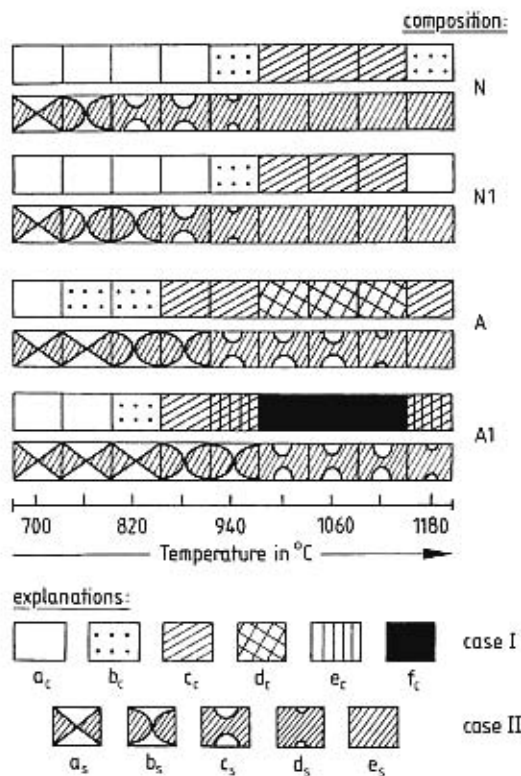 composition:
N
N1
A
A1
700 820 940 1060 1180
Temperature in °C
explanations:
case I
a_c b_c c_c d_c e_c f_c
case II
a_s b_s c_s d_s e_s